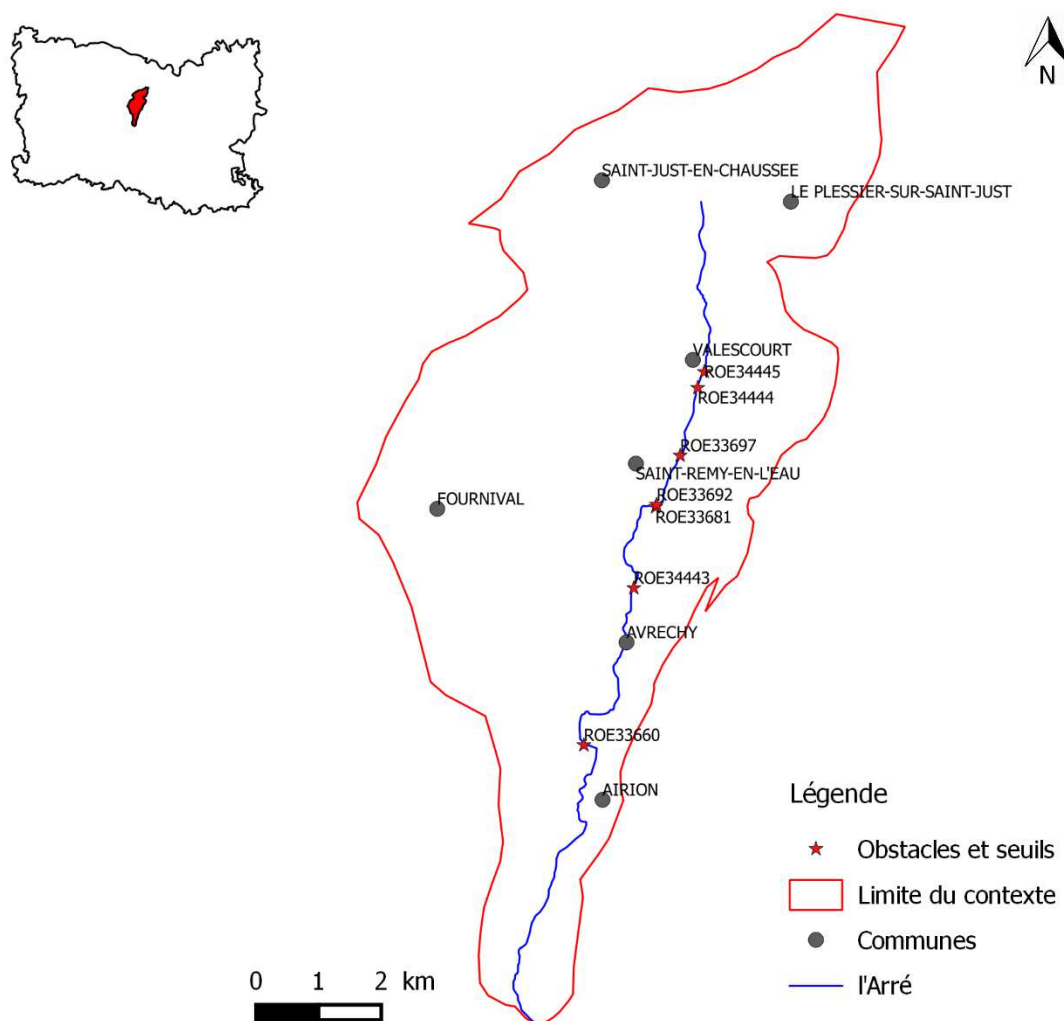 N
SAINT-JUST-EN-CHAUSSEE
LE PLESSIER-SUR-SAINT-JUST
VALESCOURT
ROE34445
ROE34444
ROE33697
SAINT-REMY-EN-L'EAU
FOURNIVAL
ROE33692
ROE33681
ROE34443
AVRECHY
ROE33660
AIRION
Légende
Obstacles et seuils
Limite du contexte
Communes
l'Arré
0 1 2 km